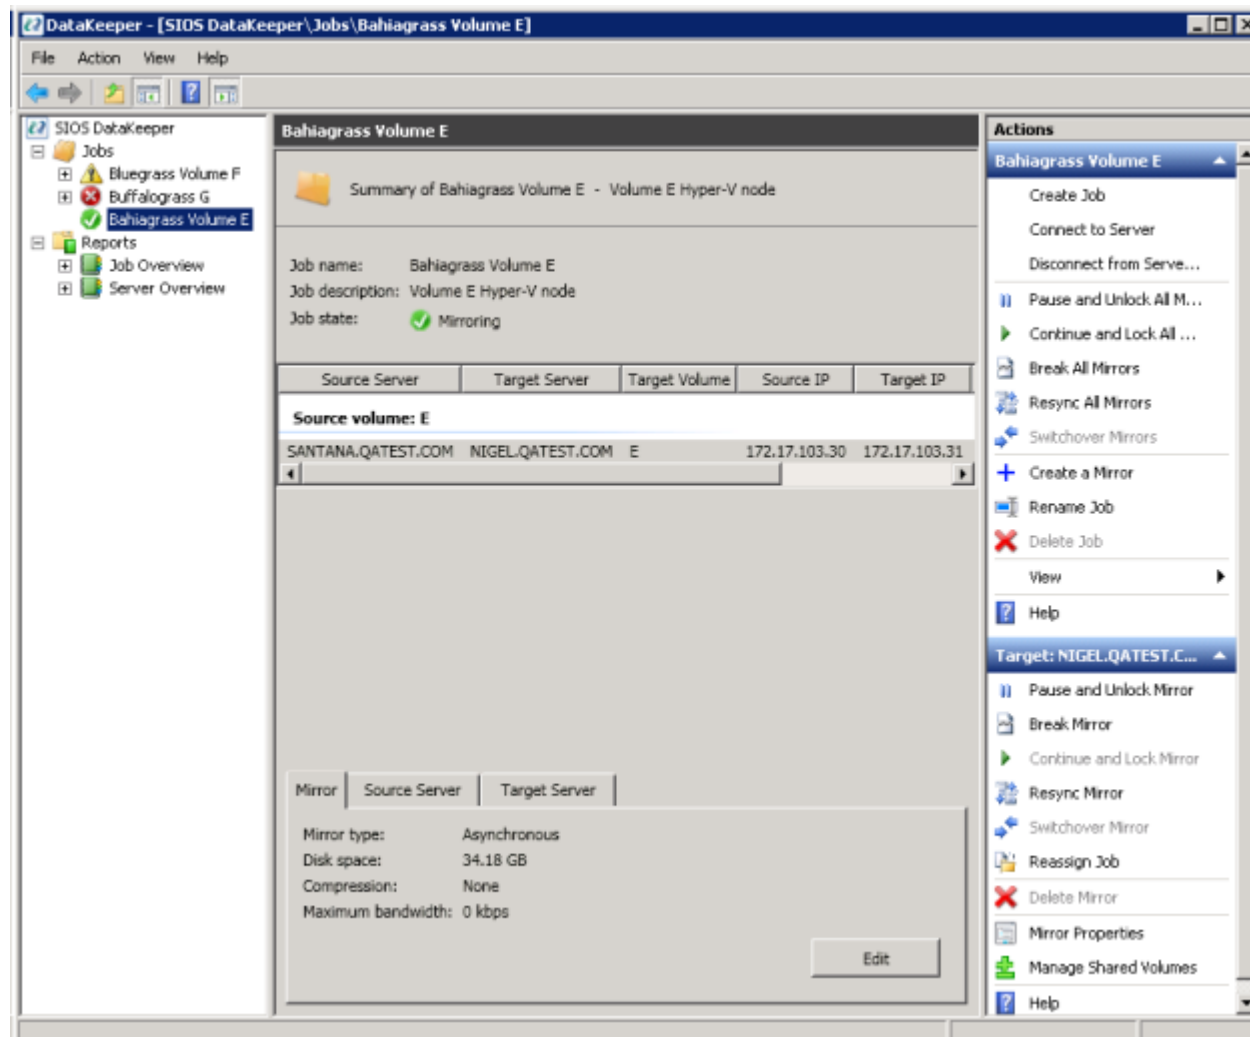 DataKeeper - [SIOS DataKeeper\Jobs\Bahiagrass Volume E]
File Action View Help
SIOS DataKeeper
Jobs
Bluegrass Volume F
Buffalograss G
Bahiagrass Volume E
Reports
Job Overview
Server Overview
Bahiagrass Volume E
Summary of Bahiagrass Volume E - Volume E Hyper-V node
Job name: Bahiagrass Volume E
Job description: Volume E Hyper-V node
Job state: Mirroring
Source Server Target Server Target Volume Source IP Target IP
Source volume: E
SANTANA.QATEST.COM NIGEL.QATEST.COM E 172.17.103.30 172.17.103.31
Mirror Source Server Target Server
Mirror type: Asynchronous
Disk space: 34.18 GB
Compression: None
Maximum bandwidth: 0 kbps
Edit
Actions
Bahiagrass Volume E
Create Job
Connect to Server
Disconnect from Serve...
Pause and Unlock All M...
Continue and Lock All ...
Break All Mirrors
Resync All Mirrors
Switchover Mirrors
Create a Mirror
Rename Job
Delete Job
View
Help
Target: NIGEL.QATEST.C...
Pause and Unlock Mirror
Break Mirror
Continue and Lock Mirror
Resync Mirror
Switchover Mirror
Reassign Job
Delete Mirror
Mirror Properties
Manage Shared Volumes
Help